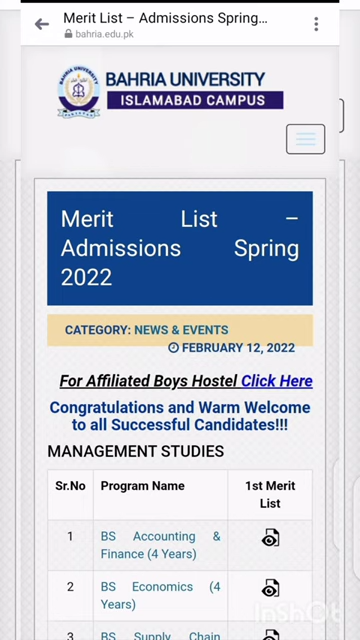 Merit List – Admissions Spring...
bahria.edu.pk
BAHRIA UNIVERSITY
ISLAMABAD CAMPUS
Merit List –
Admissions Spring
2022
CATEGORY: NEWS & EVENTS
FEBRUARY 12, 2022
For Affiliated Boys Hostel Click Here
Congratulations and Warm Welcome
to all Successful Candidates!!!
MANAGEMENT STUDIES
Sr.No Program Name 1st Merit
List
1 BS Accounting &
Finance (4 Years)
2 BS Economics (4
Years)
3 BS Supply Chain
InShOt